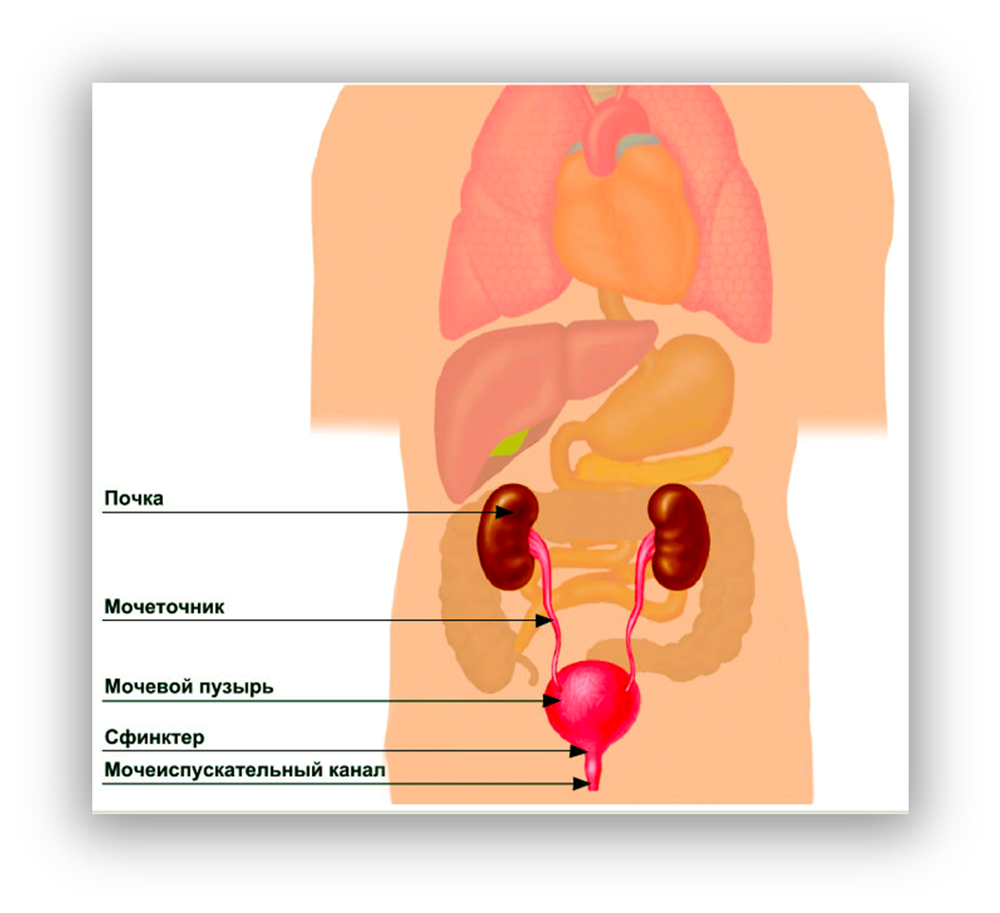 Почка
Мочеточник
Мочевой пузырь
Сфинктер
Мочеиспускательный канал